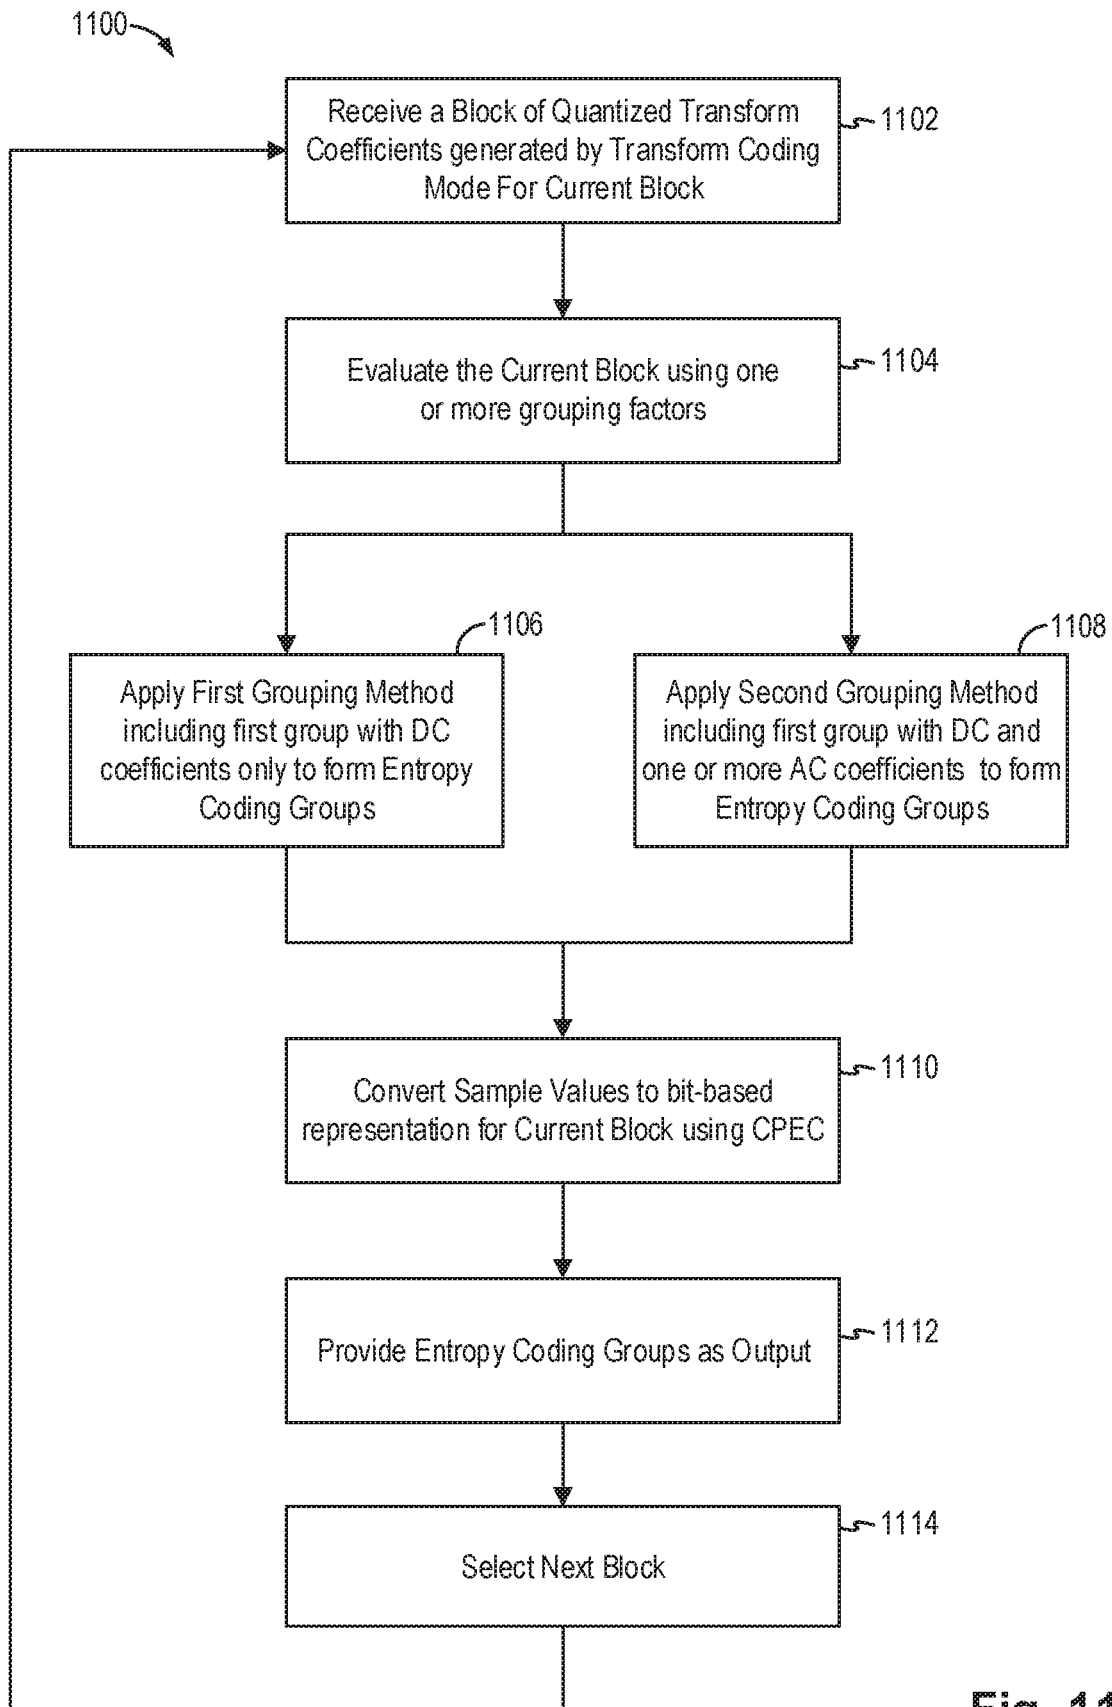 1100
Receive a Block of Quantized Transform
Coefficients generated by Transform Coding
Mode For Current Block
1102
Evaluate the Current Block using one
or more grouping factors
1104
1106
Apply First Grouping Method
including first group with DC
coefficients only to form Entropy
Coding Groups
1108
Apply Second Grouping Method
including first group with DC and
one or more AC coefficients to form
Entropy Coding Groups
Convert Sample Values to bit-based
representation for Current Block using CPEC
1110
Provide Entropy Coding Groups as Output
1112
Select Next Block
1114
Fig. 11